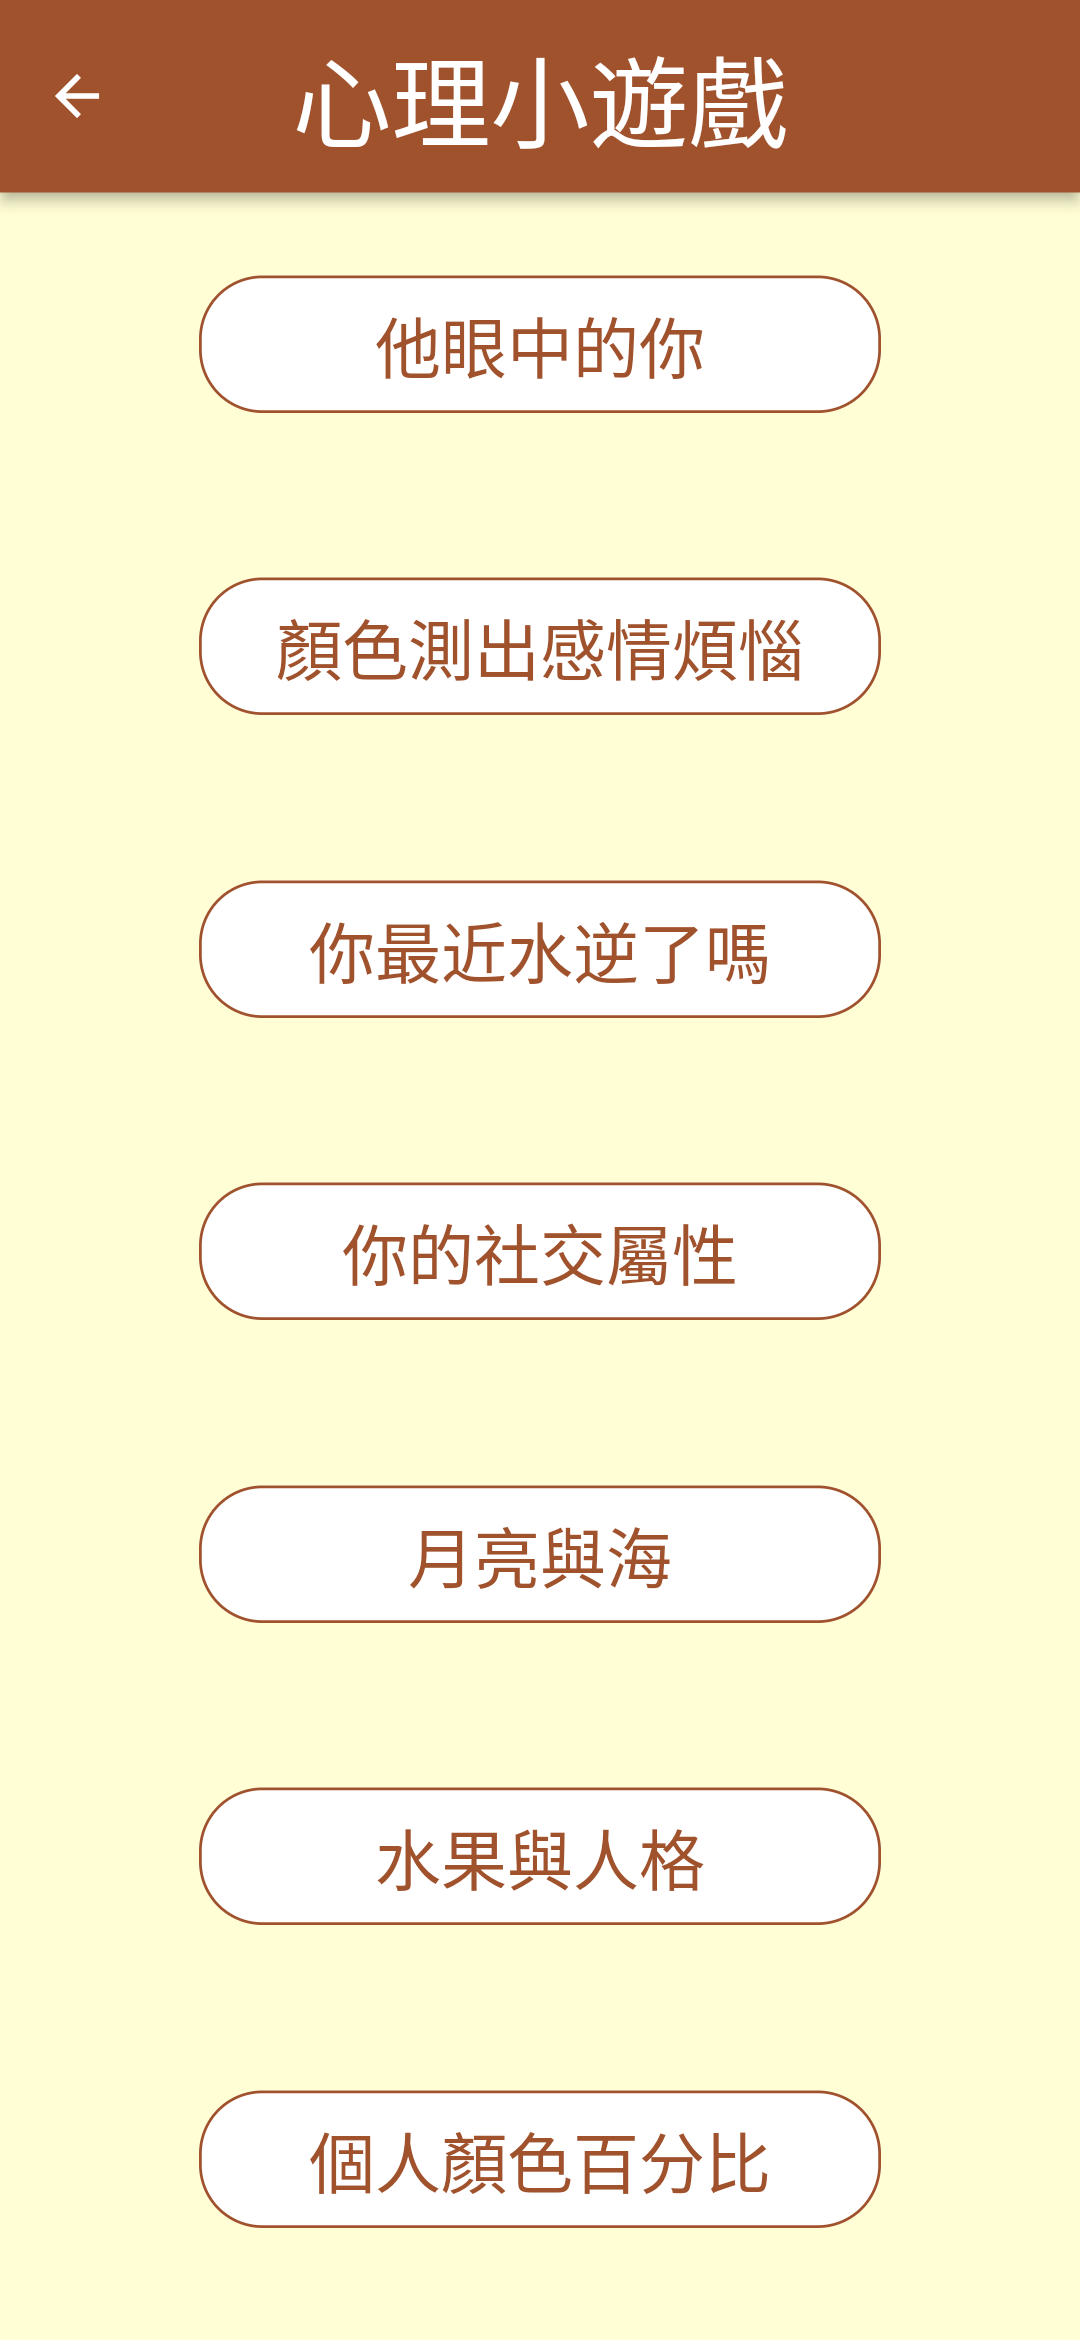 心理小遊戲
他眼中的你
顏色測出感情煩惱
你最近水逆了嗎
你的社交屬性
月亮與海
水果與人格
個人顏色百分比